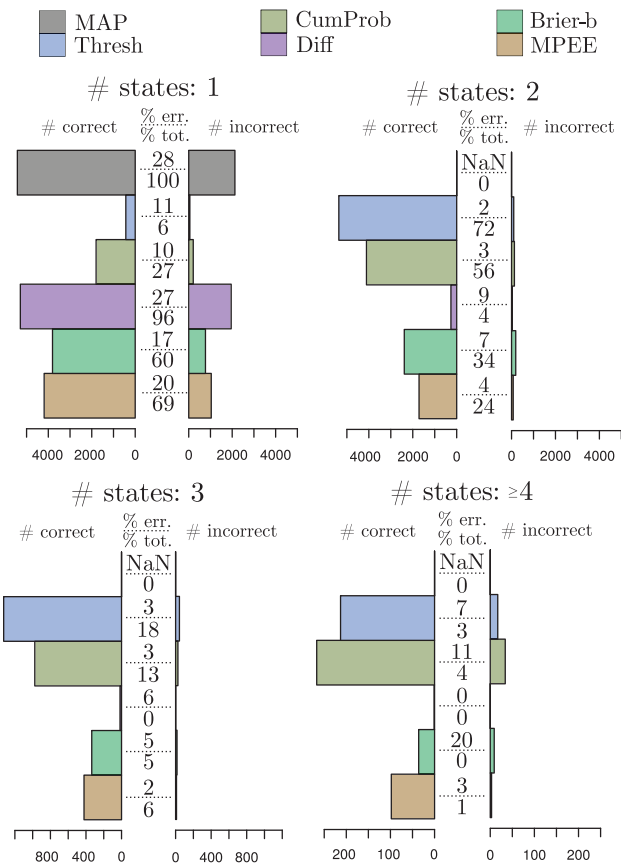 MAP CumProb Brier-b
Thresh Diff MPEE
# states: 1
# correct % err. # incorrect
% tot.
28
100
11
6
10
27
27
96
17
60
20
69
4000 2000 0 0 2000 4000
# states: 2
# correct % err. # incorrect
% tot.
NaN
0
2
72
3
56
9
4
7
34
4
24
4000 2000 0 0 2000 4000
# states: 3
# correct % err. # incorrect
% tot.
NaN
0
3
18
3
13
6
0
5
5
2
6
800 400 0 0 400 800
# states: ≥4
# correct % err. # incorrect
% tot.
NaN
0
7
3
11
4
0
0
20
0
3
1
200 100 0 0 100 200